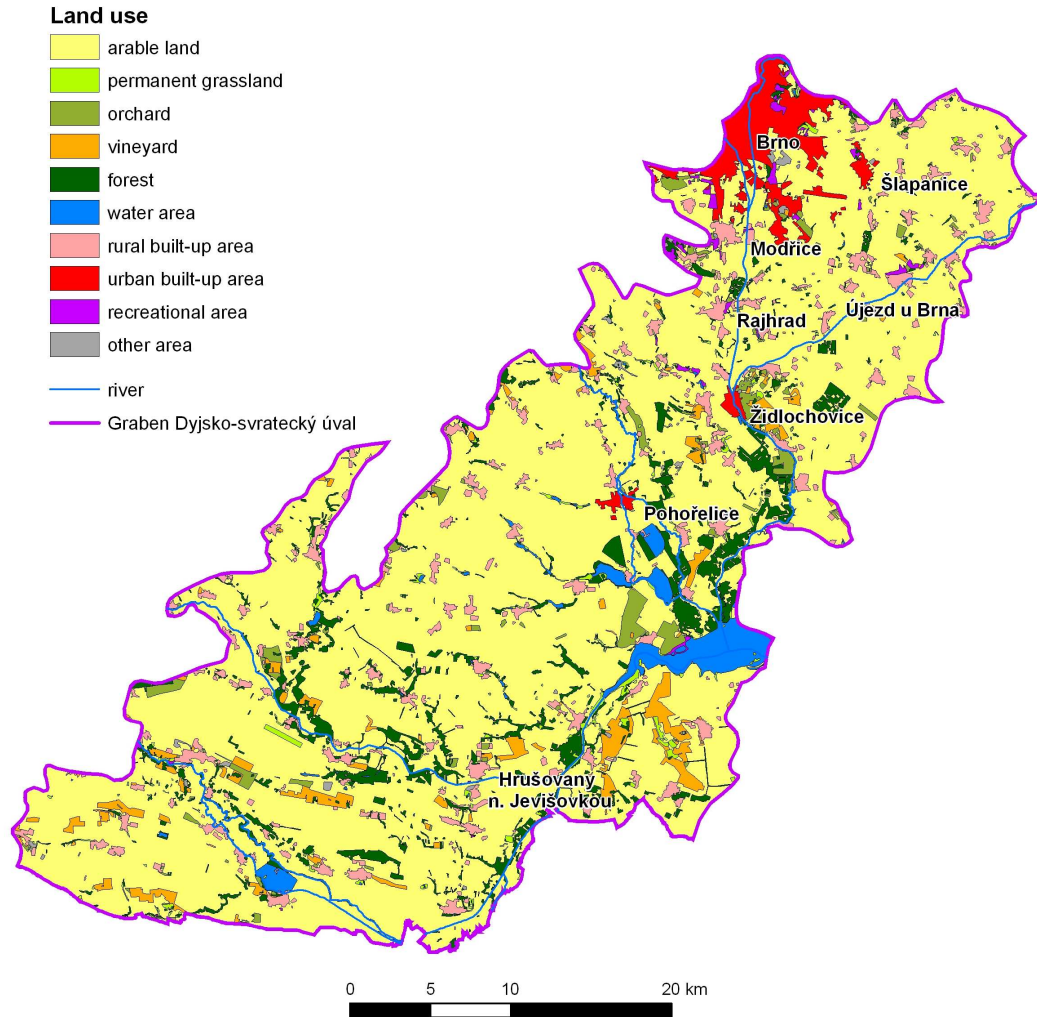 Land use
arable land
permanent grassland
orchard
vineyard
forest
water area
rural built-up area
urban built-up area
recreational area
other area
river
Graben Dyjsko-svratecký úval
Brno
Šlapanice
Modřice
Rajhrad
Újezd u Brna
Židlochovice
Pohořelice
Hrušovaný
n. Jevišovkou
0 5 10 20 km